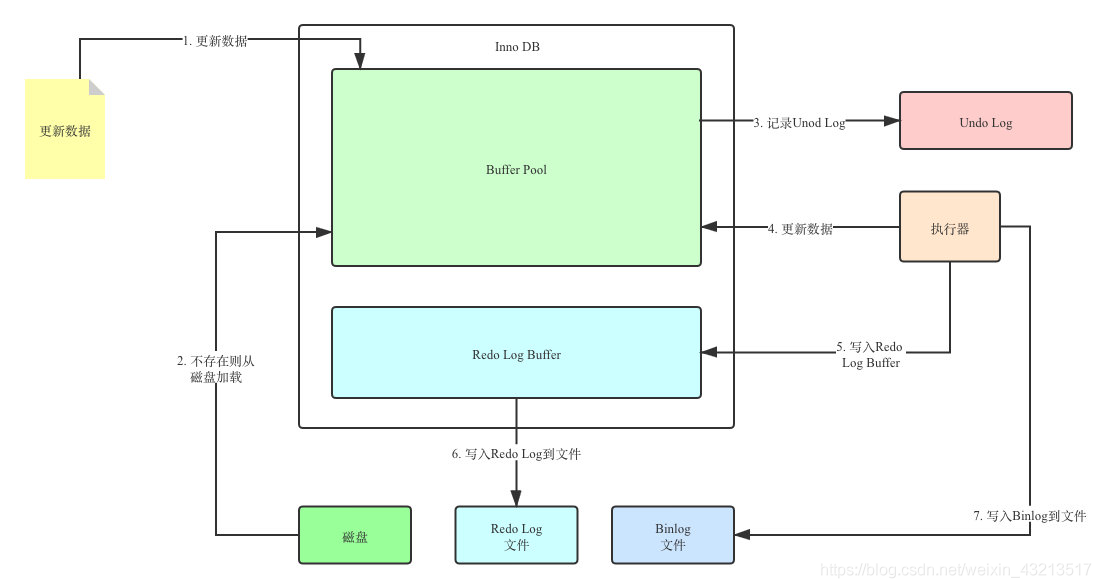 Inno DB
1. 更新数据
更新数据
Buffer Pool
3. 记录Unod Log
Undo Log
4. 更新数据
执行器
2. 不存在则从
磁盘加载
Redo Log Buffer
5. 写入Redo
Log Buffer
6. 写入Redo Log到文件
7. 写入Binlog到文件
磁盘
Redo Log
文件
Binlog
文件
https://blog.csdn.net/weixin_43213517